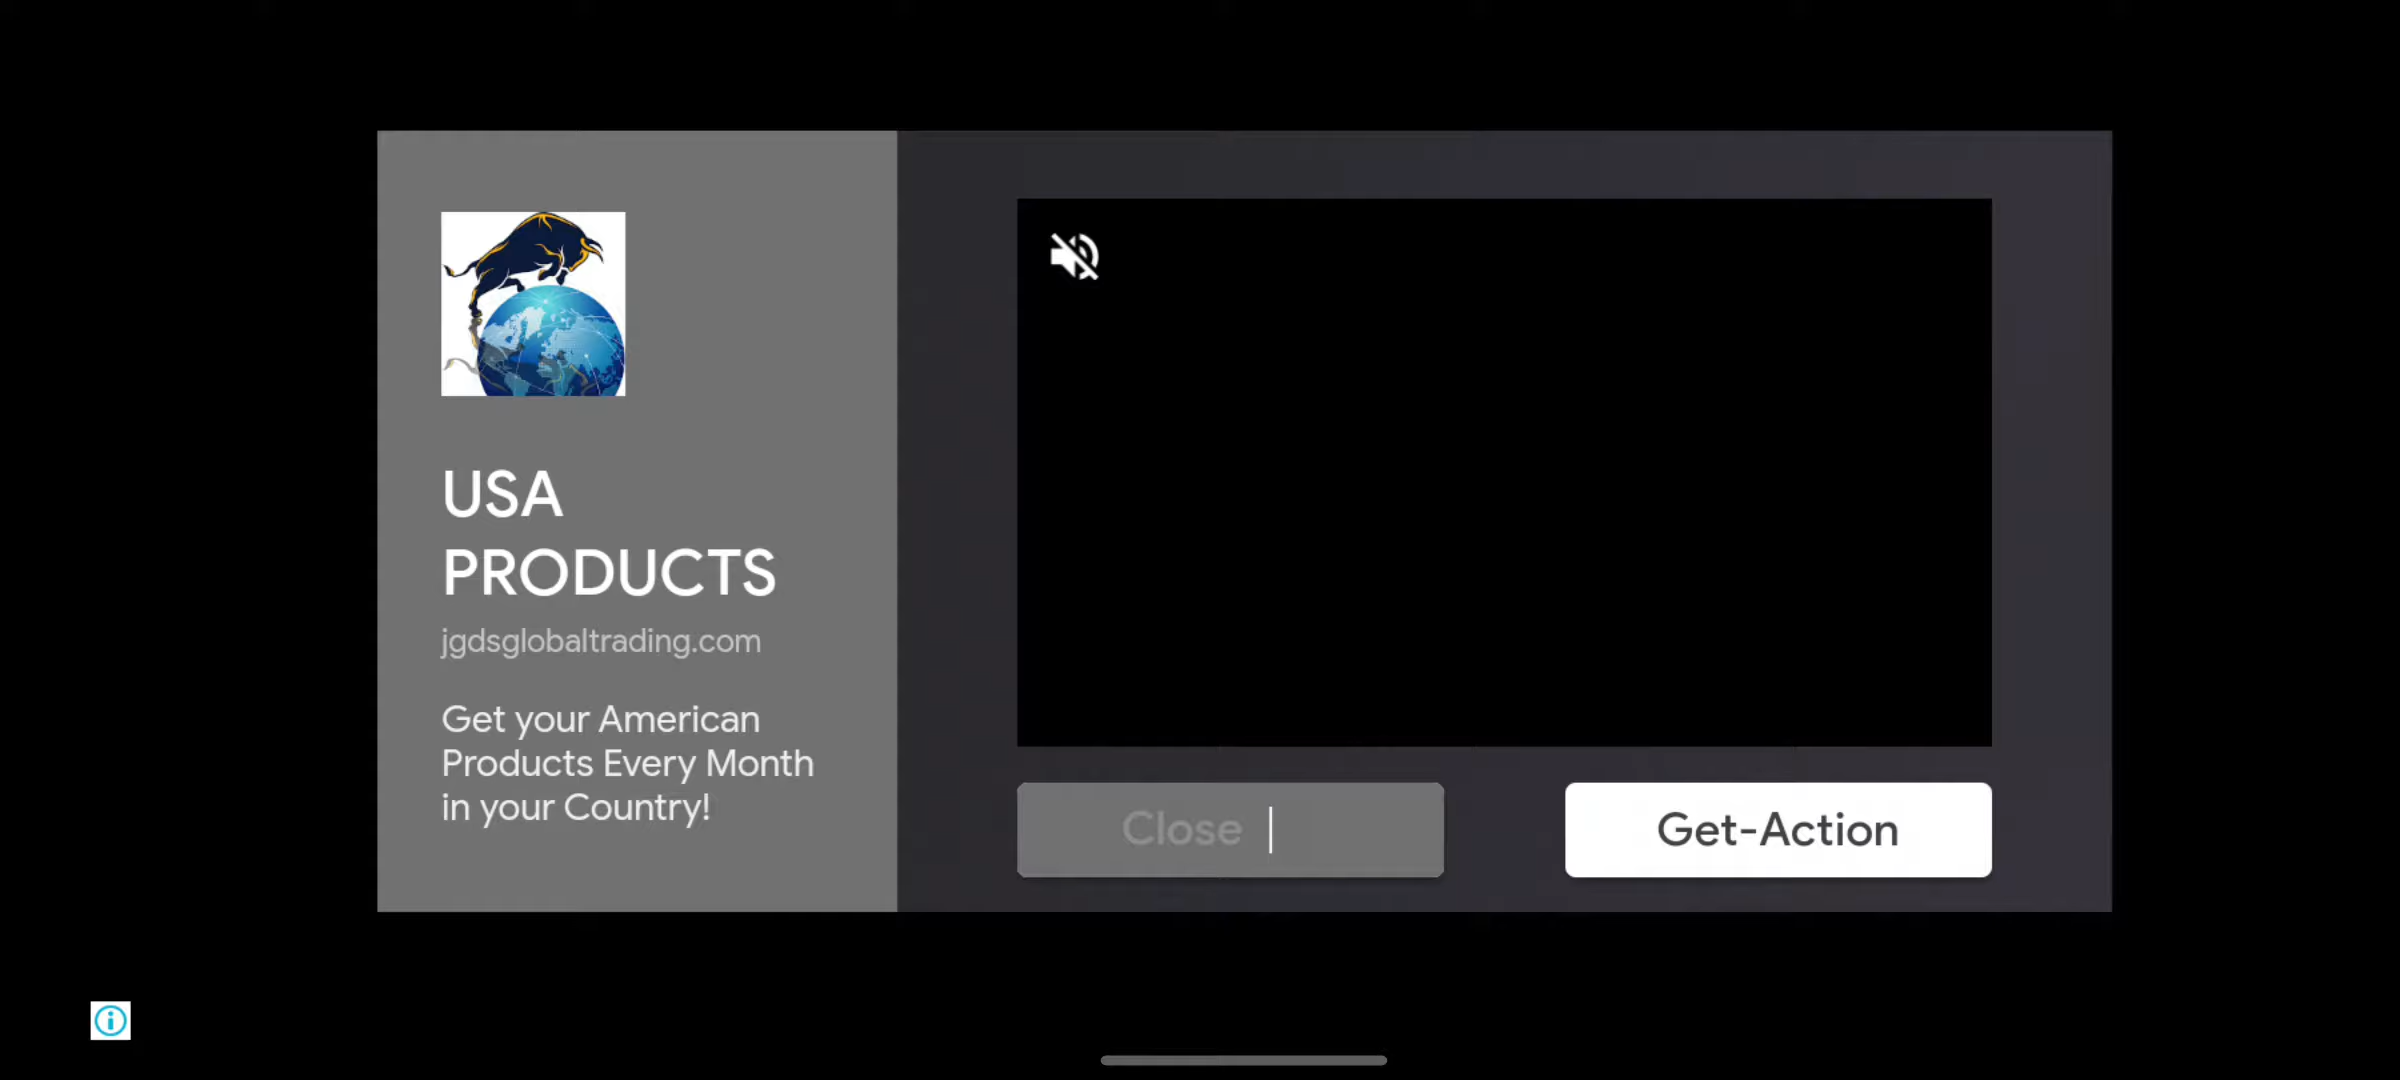 USA
PRODUCTS
jgdsglobaltrading.com
Get your American
Products Every Month
in your Country!
Close |
Get-Action